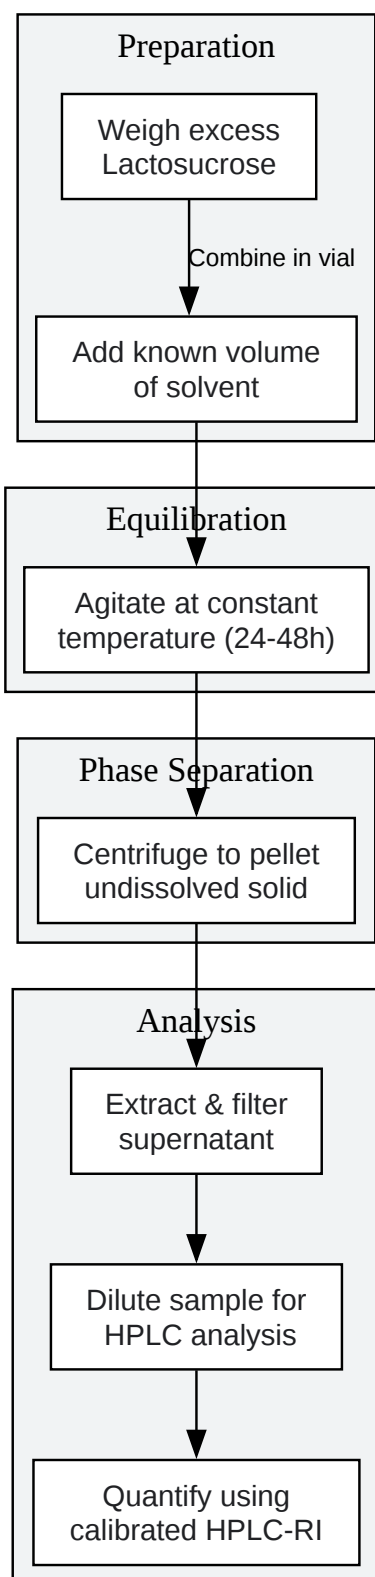 Preparation
Weigh excess
Lactosucrose
Combine in vial
Add known volume
of solvent
Equilibration
Agitate at constant
temperature (24-48h)
Phase Separation
Centrifuge to pellet
undissolved solid
Analysis
Extract & filter
supernatant
Dilute sample for
HPLC analysis
Quantify using
calibrated HPLC-RI